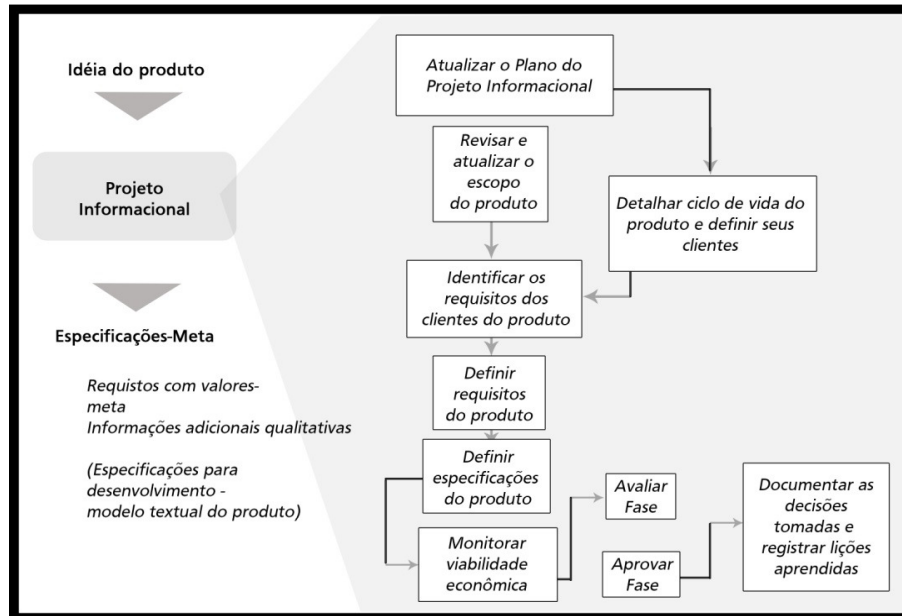 Idéia do produto
Projeto
Informacional
Especificações-Meta
Requistos com valores-
meta
Informações adicionais qualitativas
(Especificações para
desenvolvimento -
modelo textual do produto)
Atualizar o Plano do
Projeto Informacional
Revisar e
atualizar o
escopo
do produto
Detalhar ciclo de vida do
produto e definir seus
clientes
Identificar os
requisitos dos
clientes do produto
Definir
requisitos
do produto
Definir
especificações
do produto
Monitorar
viabilidade
econômica
Avaliar
Fase
Aprovar
Fase
Documentar as
decisões
tomadas e
registrar lições
aprendidas